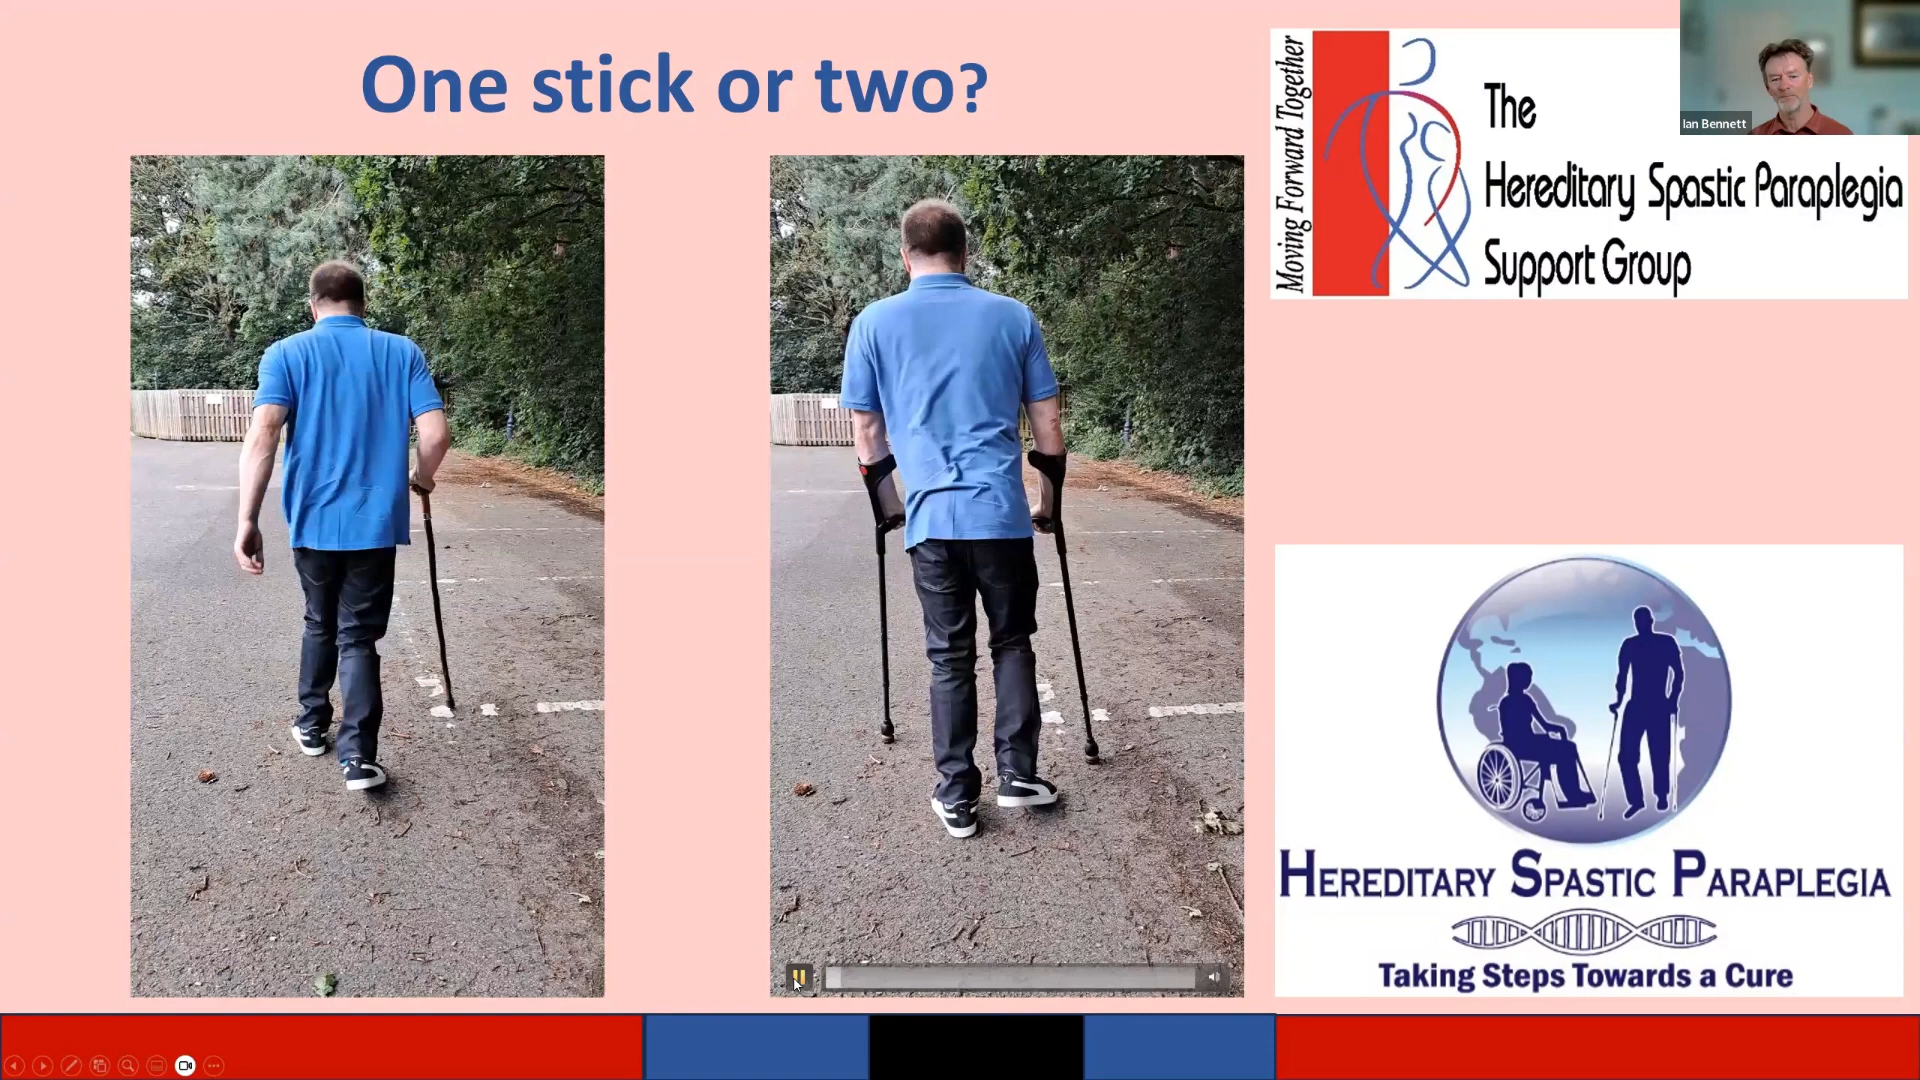 One stick or two?
Moving Forward Together
The
Hereditary Spastic Paraplegia
Support Group
Ian Bennett
HEREDITARY SPASTIC PARAPLEGIA
Taking Steps Towards a Cure